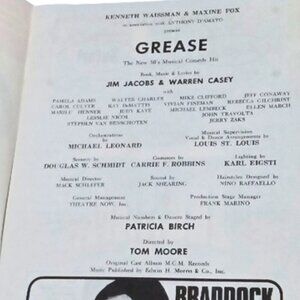 KENNETH WAISSMAN & MAXINE FOX
in association with ANTHONY D'AMATO
present
GREASE
The New 50's Musical Comedy Hit
Book, Music & Lyrics by
JIM JACOBS & WARREN CASEY
with
PAMELA ADAMS WALTER CHARLES MIKE CLIFFORD JEFF CONAWAY
CAROL CULVER RAY DEMATTIS VIVIAN FINEMAN REBECCA GILCHRIST
MARILU HENNER JUDY KAYE MICHAEL LEMBECK ELLEN MARCH
LESLIE NICOL JOHN TRAVOLTA
STEPHEN VAN BENSCHOTEN JERRY ZAKS
Orchestrations by Musical Supervision
Vocal & Dance Arrangements by
MICHAEL LEONARD LOUIS ST. LOUIS
Scenery by Costumes by Lighting by
DOUGLAS W. SCHMIDT CARRIE F. ROBBINS KARL EIGSTI
Musical Director Sound by Hairstyles Designed by
MACK SCHLEFER JACK SHEARING NINO RAFFAELLO
General Management Production Stage Manager
THEATRE NOW, Inc. FRANK MARINO
Musical Numbers & Dances Staged by
PATRICIA BIRCH
Directed by
TOM MOORE
Original Cast Album M.G.M. Records
Music Published by Edwin H. Morris & Co., Inc.
BRADDOCK